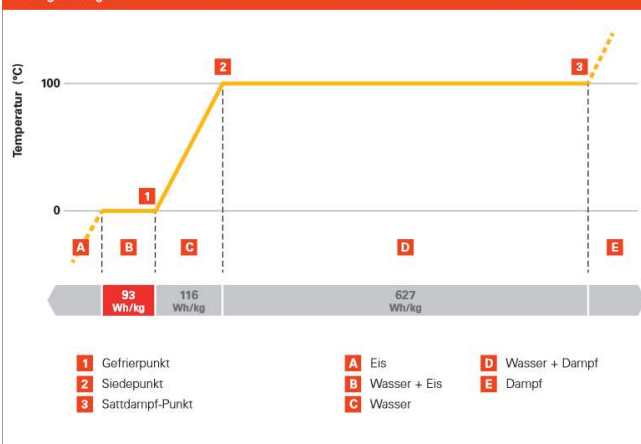 Temperatur (°C)
2
3
100
1
0
A
B
C
D
E
93
Wh/kg
116
Wh/kg
627
Wh/kg
1 Gefrierpunkt
2 Siedepunkt
3 Sattdampf-Punkt
A Eis
B Wasser + Eis
C Wasser
D Wasser + Dampf
E Dampf